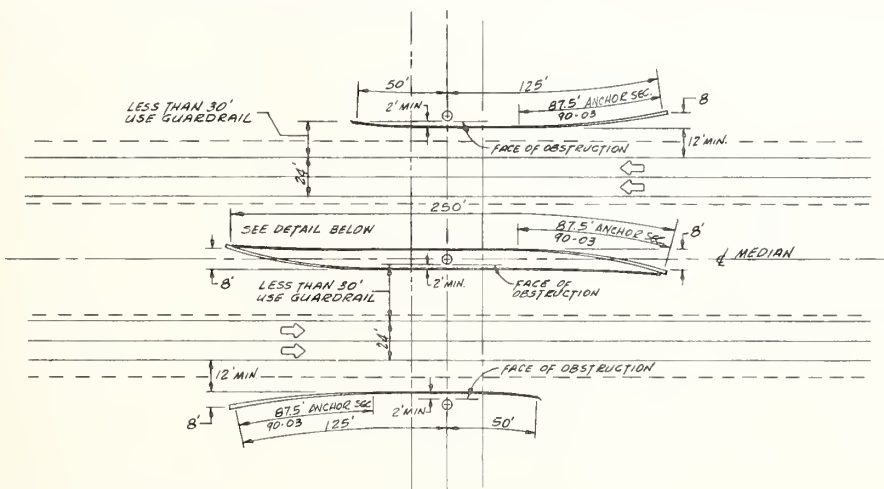 50'
125'
87.5' ANCHOR SEC.
90-03
8
2' MIN
LESS THAN 30'
USE GUARDRAIL
FACE OF OBSTRUCTION
12' MIN.
24'
250'
SEE DETAIL BELOW
87.5' ANCHOR SEC
90-03
8'
℄ MEDIAN
8'
LESS THAN 30'
USE GUARDRAIL
2' MIN.
FACE OF
OBSTRUCTION
24'
12' MIN
FACE OF OBSTRUCTION
87.5' ANCHOR SEC
90-03
2' MIN
8'
125'
50'